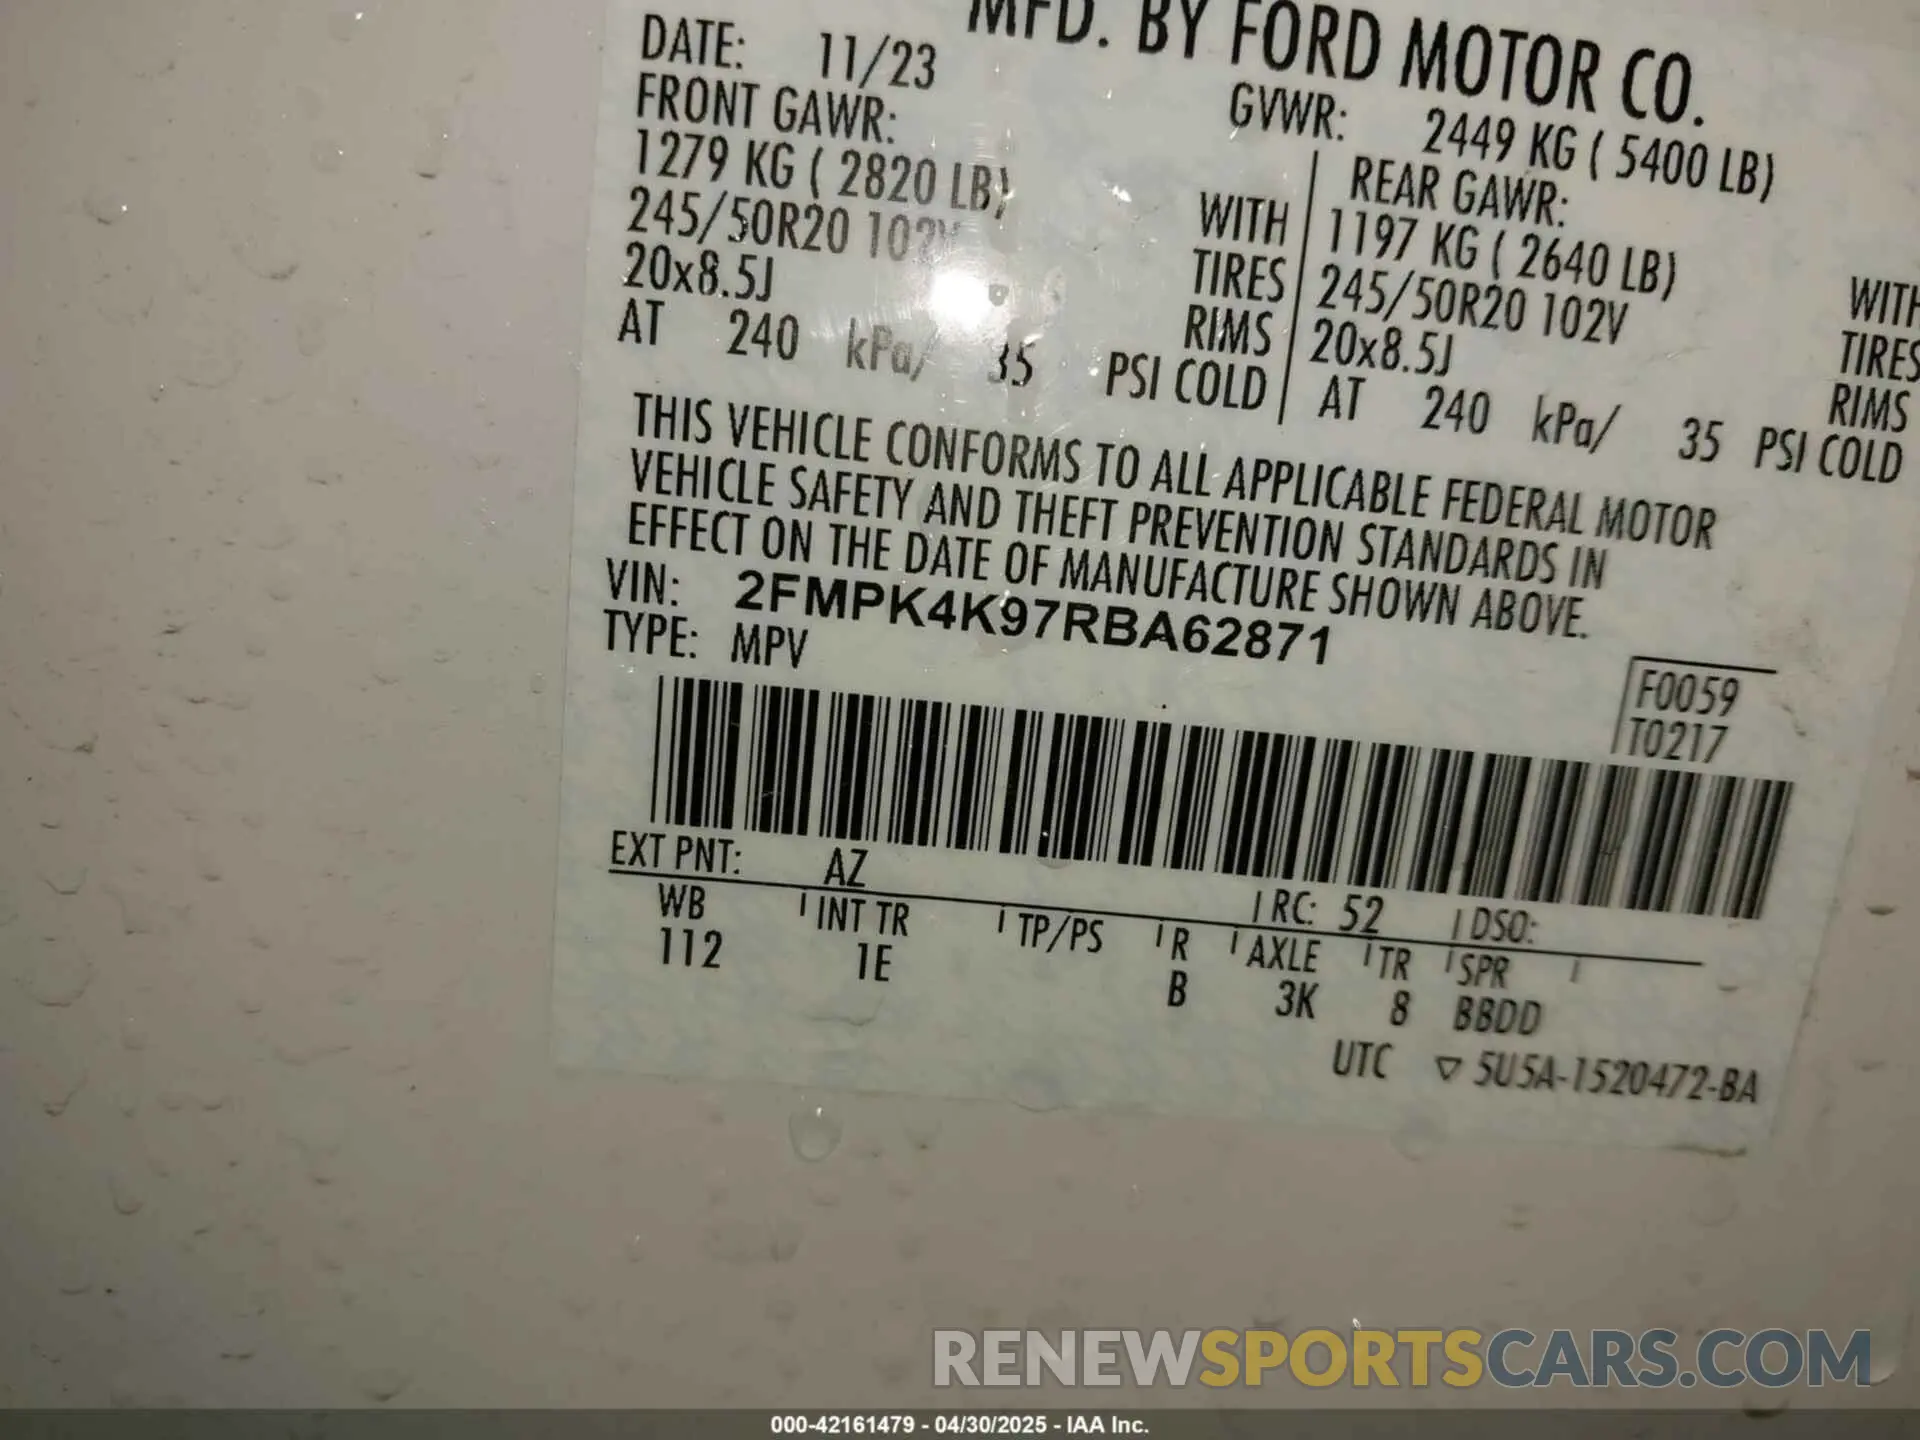 MFD. BY FORD MOTOR CO.
DATE: 11/23 GVWR: 2449 KG ( 5400 LB)
FRONT GAWR: REAR GAWR:
1279 KG ( 2820 LB) WITH 1197 KG ( 2640 LB) WITH
245/50R20 102V TIRES 245/50R20 102V TIRES
20x8.5J RIMS 20x8.5J RIMS
AT 240 kPa/ 35 PSI COLD AT 240 kPa/ 35 PSI COLD
THIS VEHICLE CONFORMS TO ALL APPLICABLE FEDERAL MOTOR
VEHICLE SAFETY AND THEFT PREVENTION STANDARDS IN
EFFECT ON THE DATE OF MANUFACTURE SHOWN ABOVE.
VIN: 2FMPK4K97RBA62871
TYPE: MPV
F0059
T0217
EXT PNT: AZ RC: 52 DSO:
WB INT TR TP/PS R AXLE TR SPR
112 1E B 3K 8 BBDD
UTC ▽ 5U5A-1520472-BA
RENEWSPORTSCARS.COM
000-42161479 - 04/30/2025 - IAA Inc.